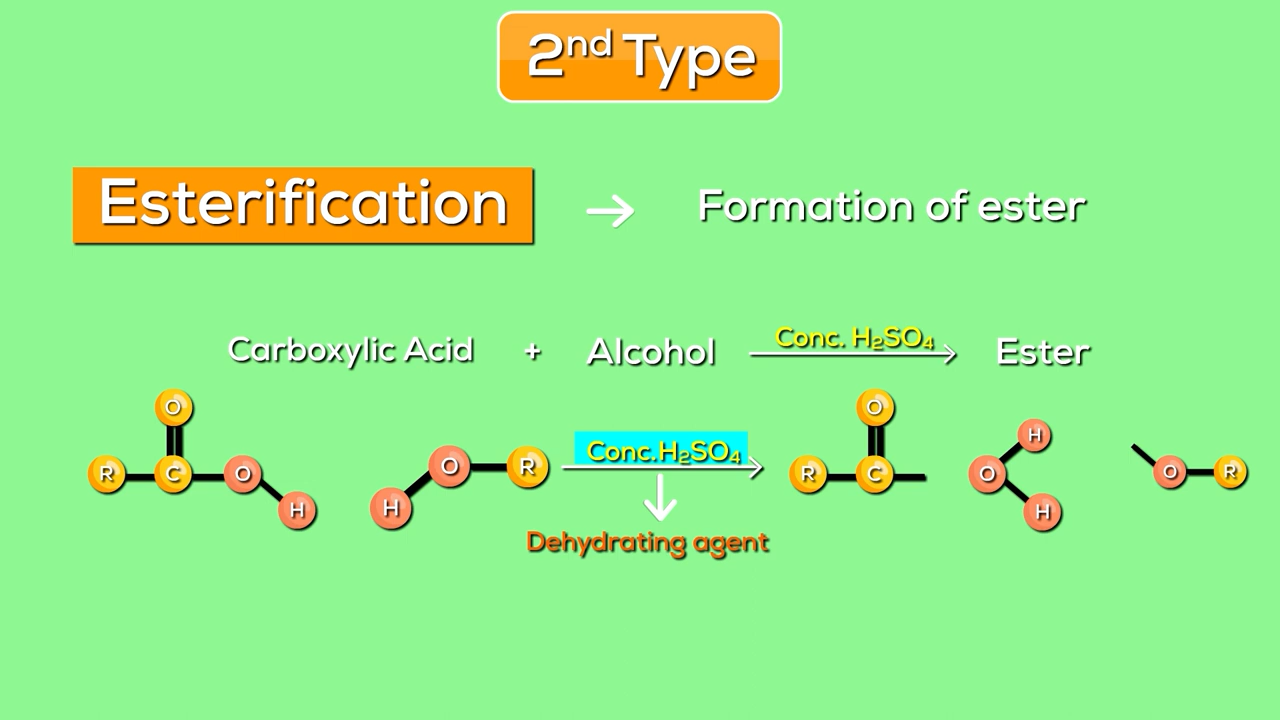 2nd Type
Esterification → Formation of ester
Carboxylic Acid + Alcohol Conc. H₂SO₄ Ester
O O
R C O H H O R Conc.H₂SO₄ R C O H H O R
Dehydrating agent